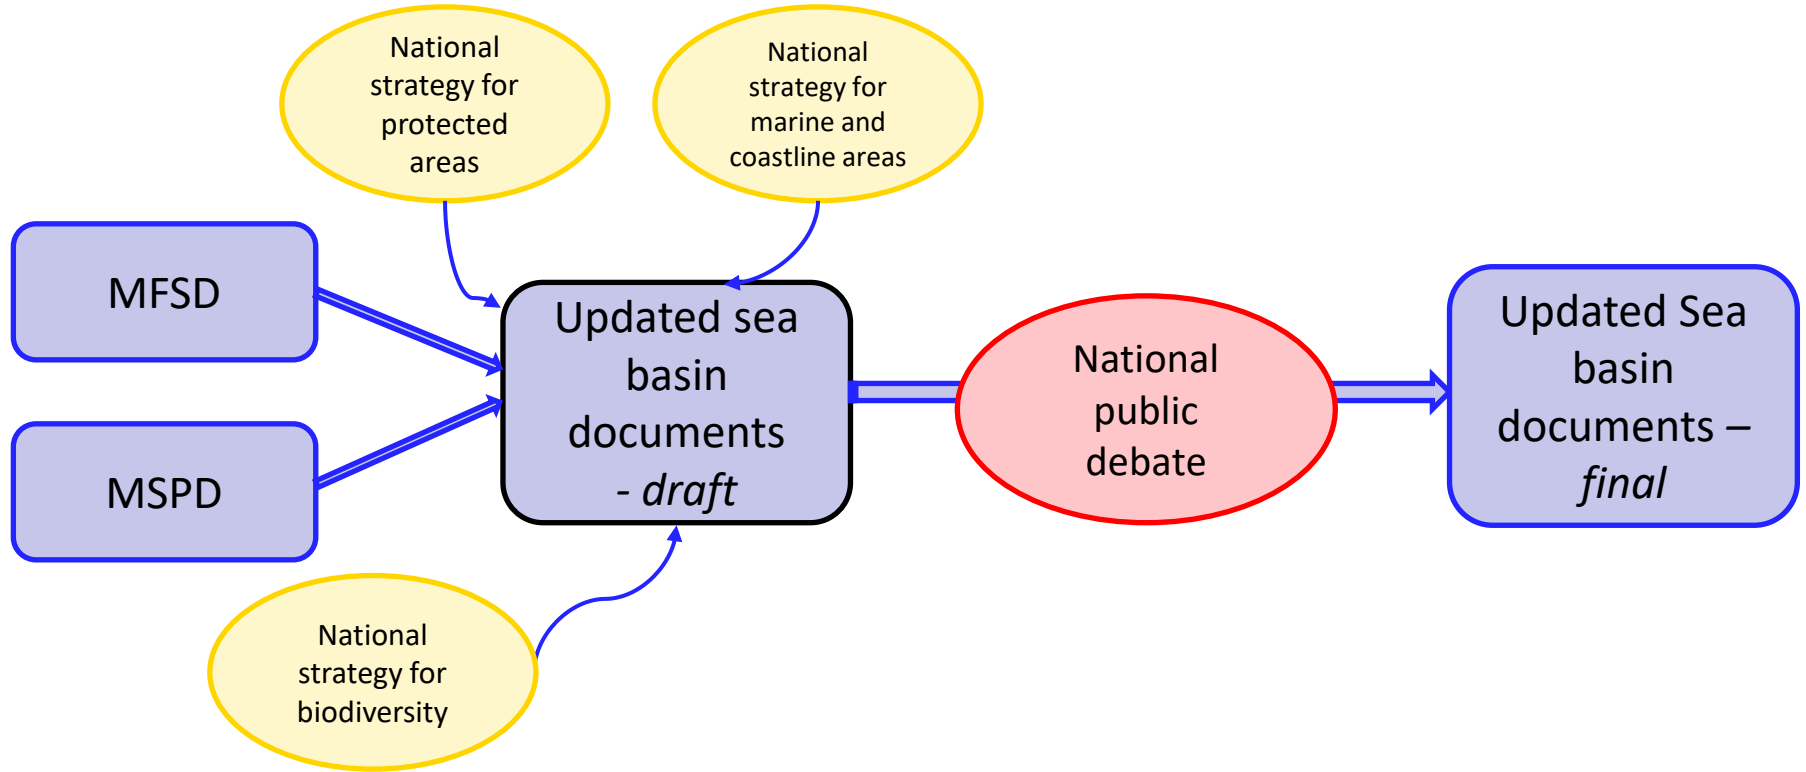 National
strategy for
protected
areas
National
strategy for
marine and
coastline areas
MFSD
MSPD
Updated sea
basin
documents
- draft
National
public
debate
Updated Sea
basin
documents –
final
National
strategy for
biodiversity